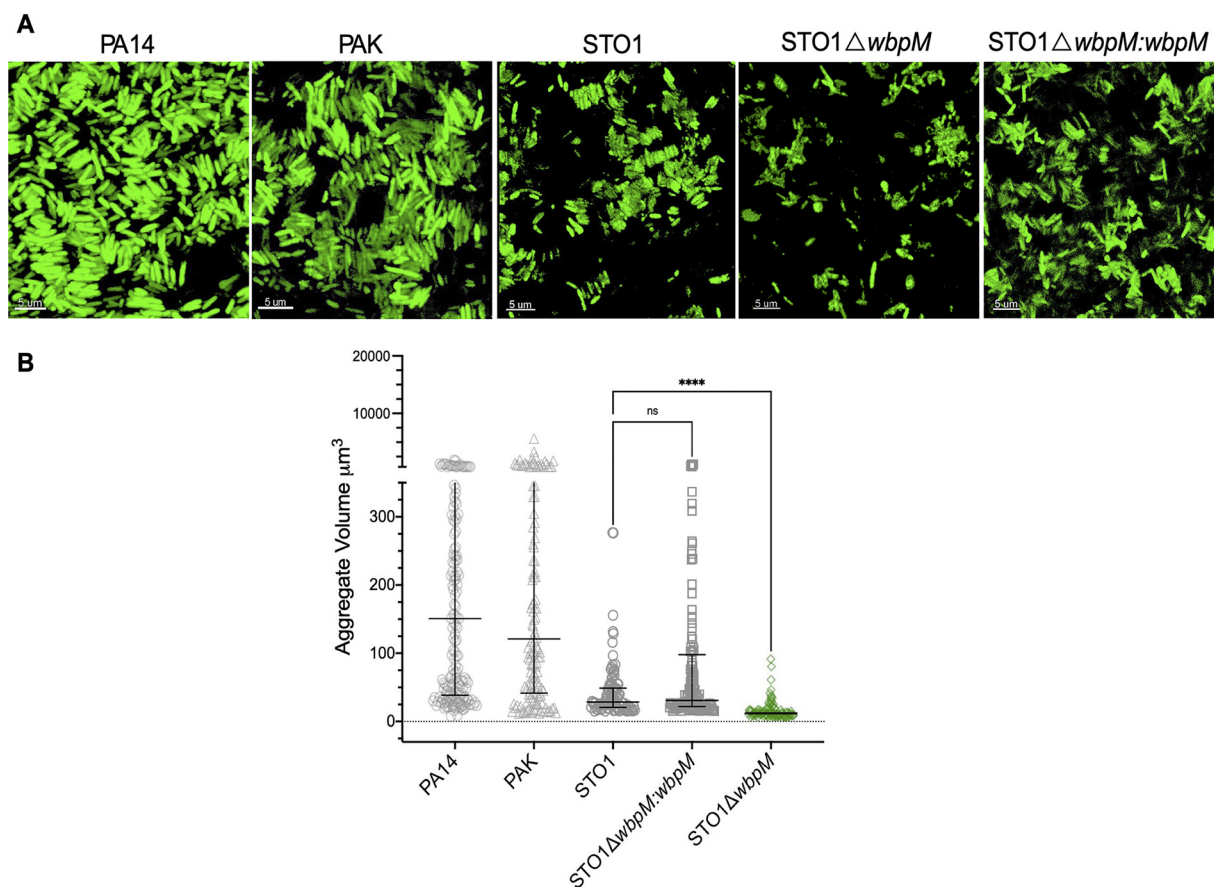 A
PA14
PAK
STO1
STO1△wbpM
STO1△wbpM:wbpM
5 um
5 um
5 um
5 um
5 um
B
Aggregate Volume μm³
20000
10000
300
200
100
0
****
ns
PA14
PAK
STO1
STO1ΔwbpM:wbpM
STO1ΔwbpM